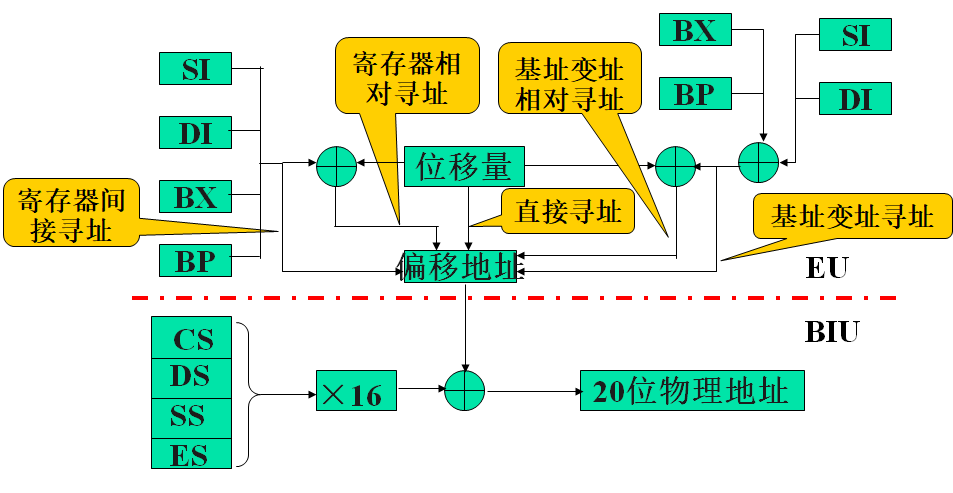 BX
SI
寄存器相
对寻址
基址变址
相对寻址
SI
BP
DI
DI
位移量
BX
寄存器间
接寻址
直接寻址
基址变址寻址
BP
偏移地址
EU
BIU
CS
DS
×16
20位物理地址
SS
ES